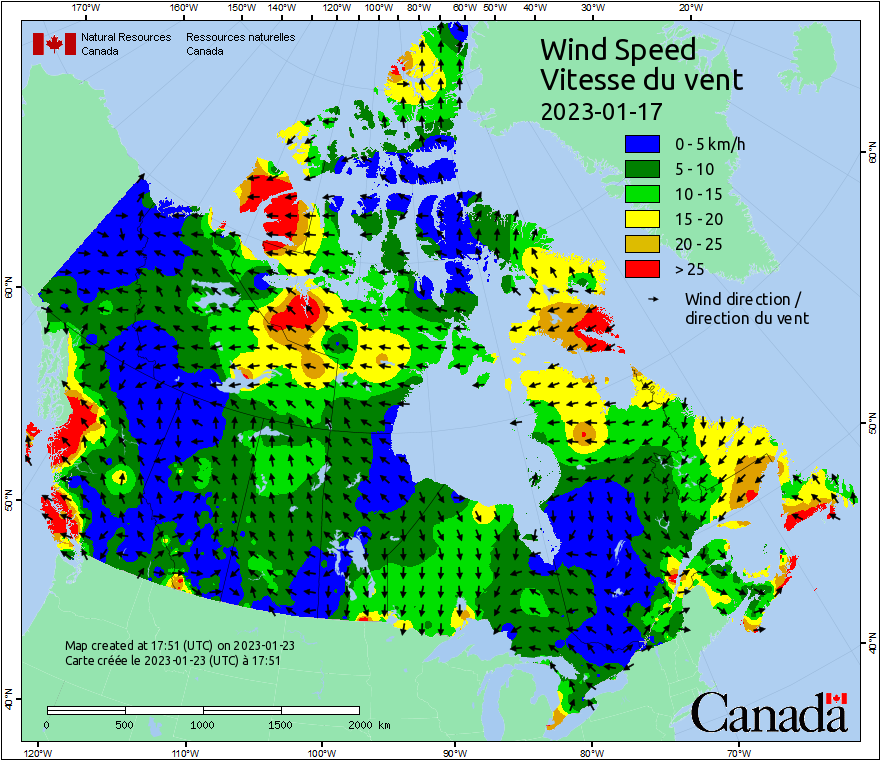 170°W 160°W 150°W 140°W 120°W 100°W 80°W 60°W 50°W 40°W 30°W 20°W
Natural Resources Ressources naturelles
Canada Canada
Wind Speed
Vitesse du vent
2023-01-17
0 - 5 km/h
5 - 10
10 - 15
15 - 20
20 - 25
> 25
Wind direction /
direction du vent
60°N
60°N
50°N
50°N
40°N
40°N
Map created at 17:51 (UTC) on 2023-01-23
Carte créée le 2023-01-23 (UTC) à 17:51
0 500 1000 1500 2000 km
Canada
120°W 110°W 100°W 90°W 80°W 70°W